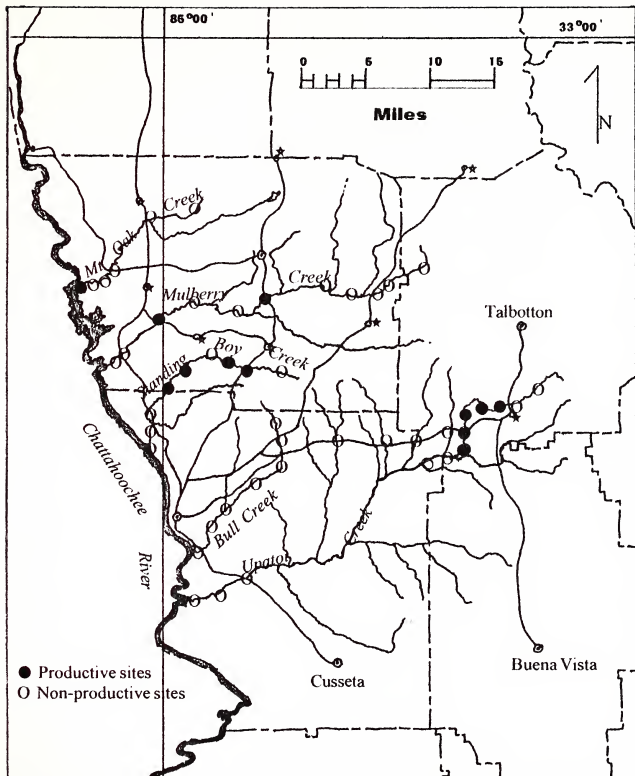 86°00'
33°00'
0 5 10 15
Miles
N
Mt. Oak Creek
Mulberry Creek
Talbotton
Standing Boy Creek
Chattahoochee River
Bull Creek
Upatoi Creek
Cusseta
Buena Vista
● Productive sites
O Non-productive sites